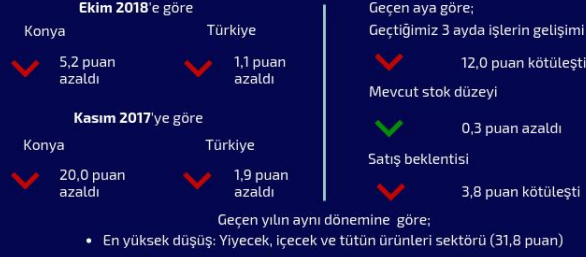 Ekim 2018'e göre
Konya
Türkiye
5,2 puan
azaldı
1,1 puan
azaldı
Kasım 2017'ye göre
Konya
Türkiye
20,0 puan
azaldı
1,9 puan
azaldı
Geçen aya göre;
Geçtiğimiz 3 ayda işlerin gelişimi
12,0 puan kötüleşti
Mevcut stok düzeyi
0,3 puan azaldı
Satış beklentisi
3,8 puan kötüleşti
Geçen yılın aynı dönemine göre;
• En yüksek düşüş: Yiyecek, içecek ve tütün ürünleri sektörü (31,8 puan)